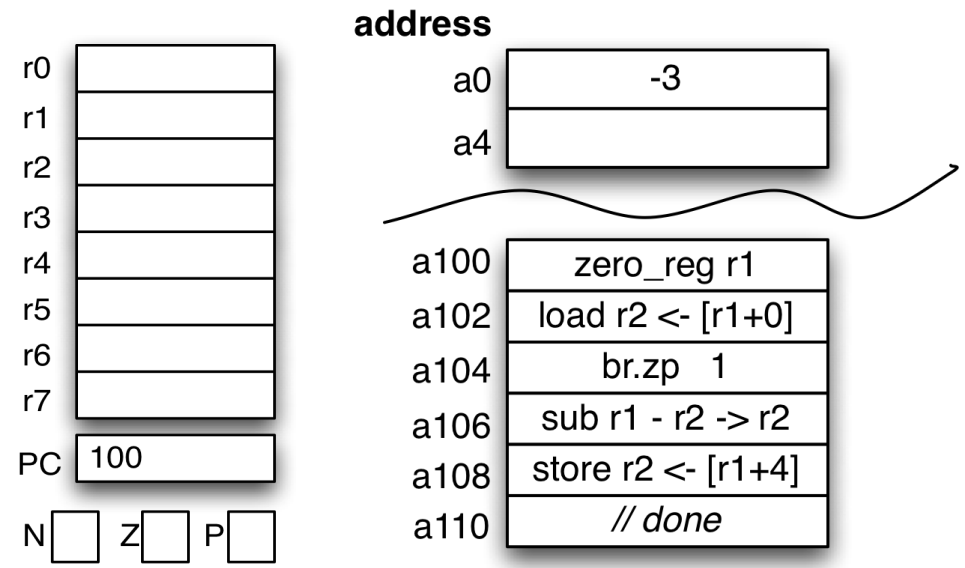 address
r0
r1
r2
r3
r4
r5
r6
r7
PC 100
N Z P
a0 -3
a4
a100 zero_reg r1
a102 load r2 <- [r1+0]
a104 br.zp 1
a106 sub r1 - r2 -> r2
a108 store r2 <- [r1+4]
a110 // done